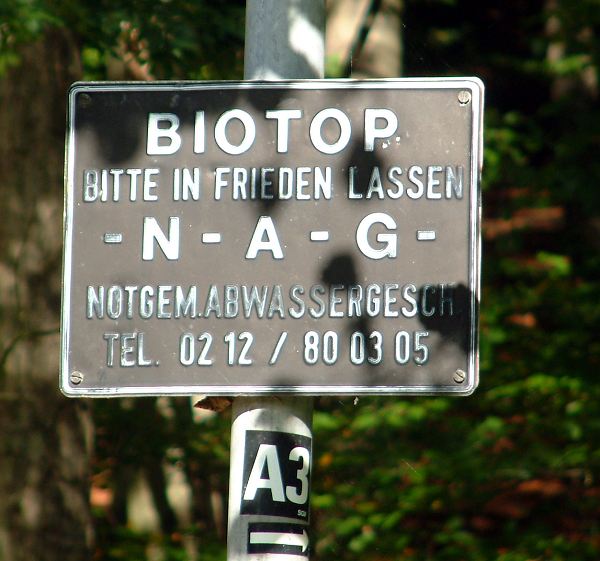 BIOTOP
BITTE IN FRIEDEN LASSEN
- N - A - G -
NOTGEM.ABWASSERGESCH
TEL. 02 12 / 80 03 05
A3